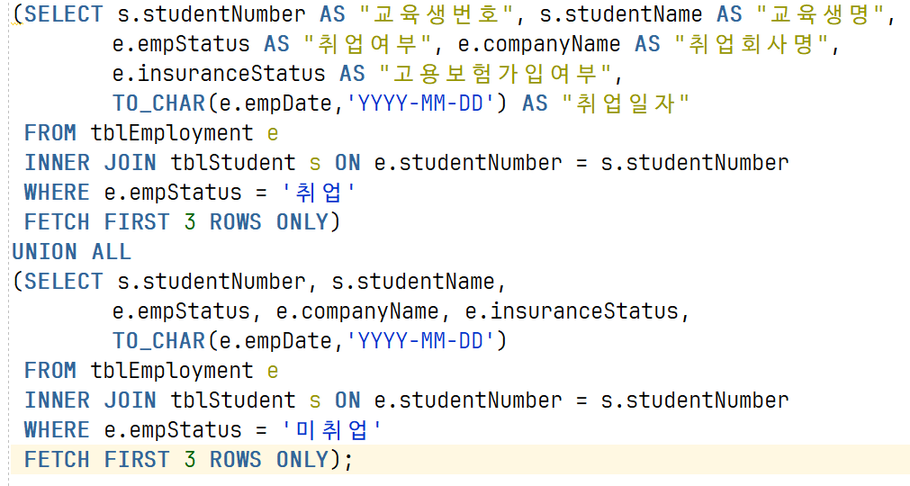 (SELECT s.studentNumber AS "교육생번호", s.studentName AS "교육생명",
e.empStatus AS "취업여부", e.companyName AS "취업회사명",
e.insuranceStatus AS "고용보험가입여부",
TO_CHAR(e.empDate,'YYYY-MM-DD') AS "취업일자"
FROM tblEmployment e
INNER JOIN tblStudent s ON e.studentNumber = s.studentNumber
WHERE e.empStatus = '취업'
FETCH FIRST 3 ROWS ONLY)
UNION ALL
(SELECT s.studentNumber, s.studentName,
e.empStatus, e.companyName, e.insuranceStatus,
TO_CHAR(e.empDate,'YYYY-MM-DD')
FROM tblEmployment e
INNER JOIN tblStudent s ON e.studentNumber = s.studentNumber
WHERE e.empStatus = '미취업'
FETCH FIRST 3 ROWS ONLY);